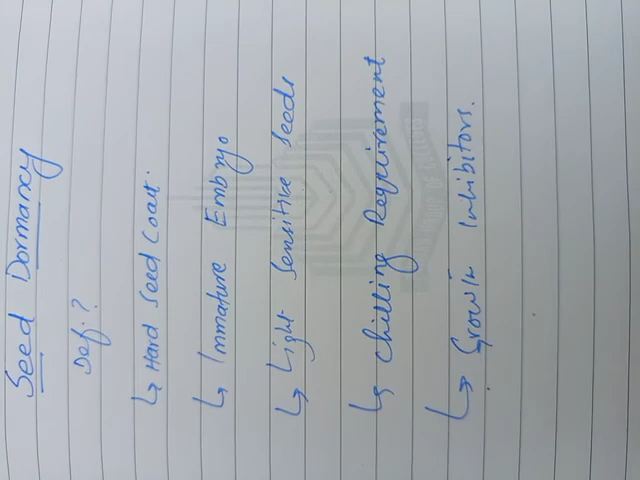 Seed Dormancy
Def.?
↳ Hard Seed Coat.
↳ Immature Embryo
↳ Light Sensitive seeds
↳ Chilling Requirement
↳ Growth Inhibitors.